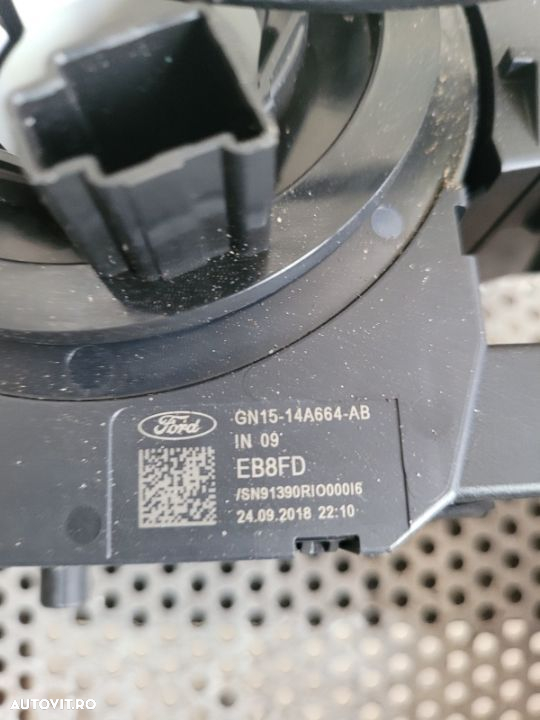 Ford
GN15-14A664-AB
IN 09
EB8FD
/SN91390RIO000I6
24.09.2018 22:10
AUTOVIT.RO